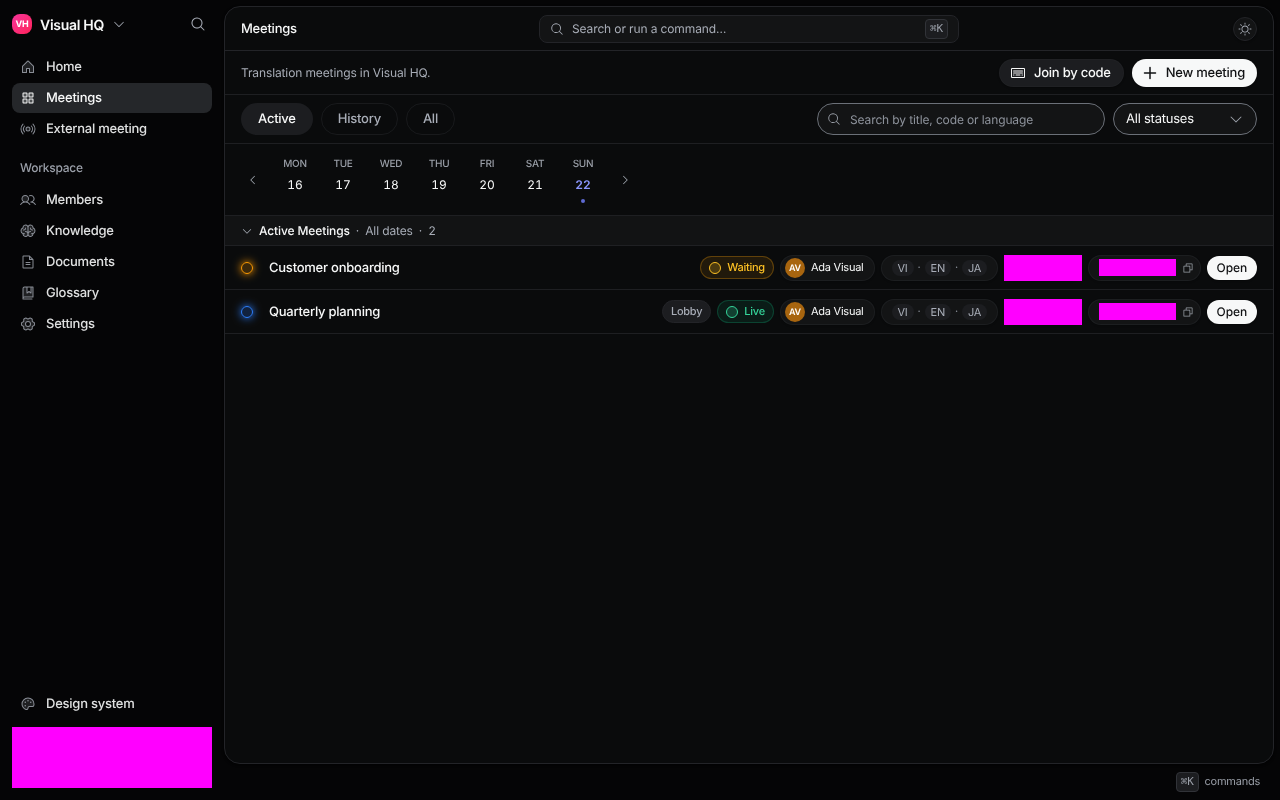 VH Visual HQ
Home
Meetings
External meeting
Workspace
Members
Knowledge
Documents
Glossary
Settings
Design system
Meetings
Search or run a command...
⌘K
Translation meetings in Visual HQ.
Join by code
New meeting
Active
History
All
Search by title, code or language
All statuses
MON TUE WED THU FRI SAT SUN
16 17 18 19 20 21 22
Active Meetings · All dates · 2
Customer onboarding Waiting AV Ada Visual VI · EN · JA Open
Quarterly planning Lobby Live AV Ada Visual VI · EN · JA Open
⌘K commands